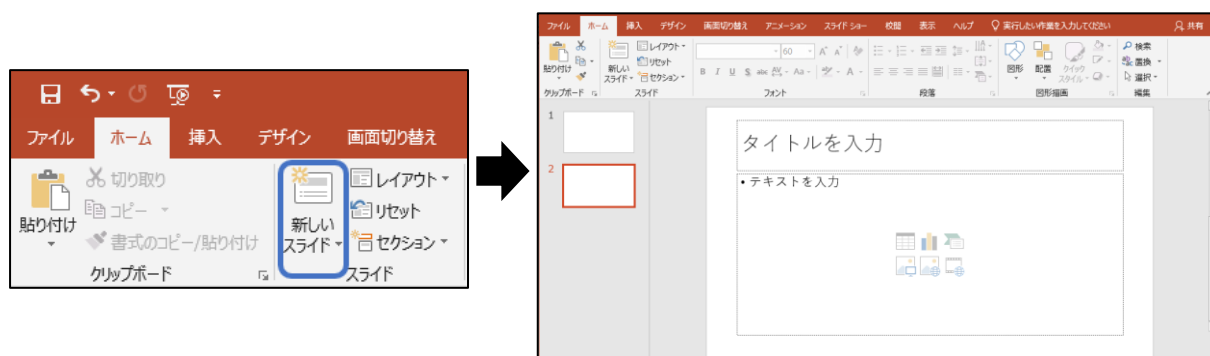 ファイル ホーム 挿入 デザイン 画面切り替え
貼り付け
切り取り
コピー
書式のコピー/貼り付け
クリップボード
新しい
スライド
レイアウト
リセット
セクション
スライド
ファイル ホーム 挿入 デザイン 画面切り替え アニメーション スライド ショー 校閲 表示 ヘルプ 実行したい作業を入力してください 共有
貼り付け
クリップボード
新しい
スライド
レイアウト
リセット
セクション
スライド
60 A A
B I U S abc AV Aa A
フォント
段落
図形 配置 クイック
スタイル
図形描画
検索
置換
選択
編集
1
2
タイトルを入力
• テキストを入力